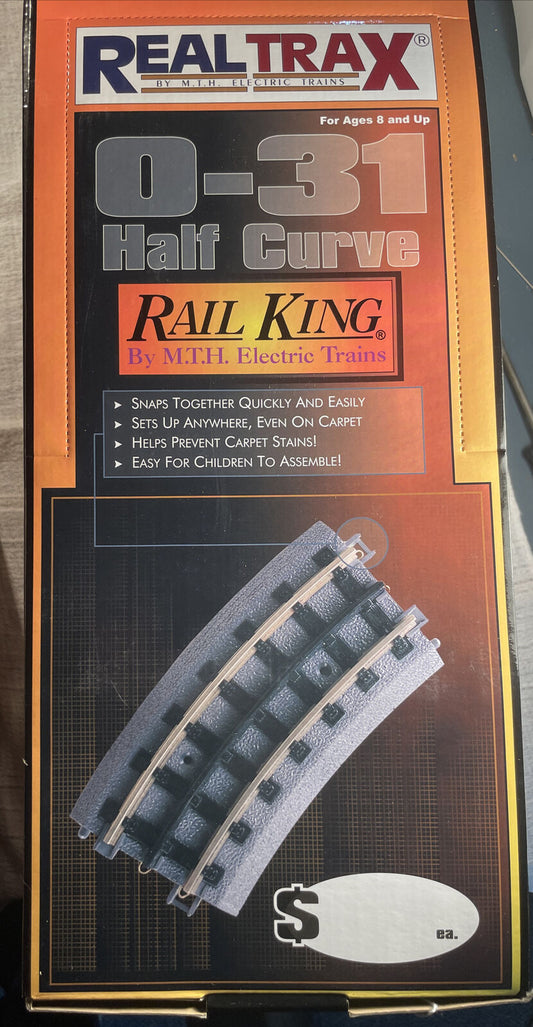 REALTRAX®
BY M.T.H. ELECTRIC TRAINS
For Ages 8 and Up
O-31
Half Curve
RAIL KING®
By M.T.H. Electric Trains
➤ SNAPS TOGETHER QUICKLY AND EASILY
➤ SETS UP ANYWHERE, EVEN ON CARPET
➤ HELPS PREVENT CARPET STAINS!
➤ EASY FOR CHILDREN TO ASSEMBLE!
$ ea.